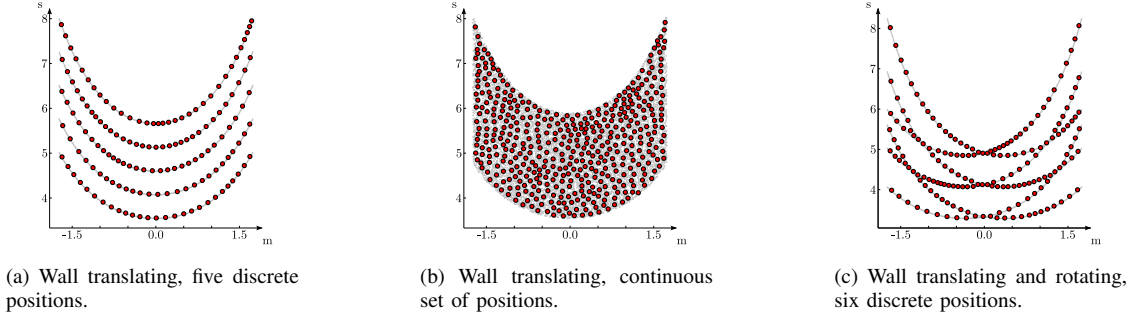 s
8
7
6
5
4
-1.5 0.0 1.5
m
(a) Wall translating, five discrete
positions.
s
8
7
6
5
4
-1.5 0.0 1.5
m
(b) Wall translating, continuous
set of positions.
s
8
7
6
5
4
-1.5 0.0 1.5
m
(c) Wall translating and rotating,
six discrete positions.